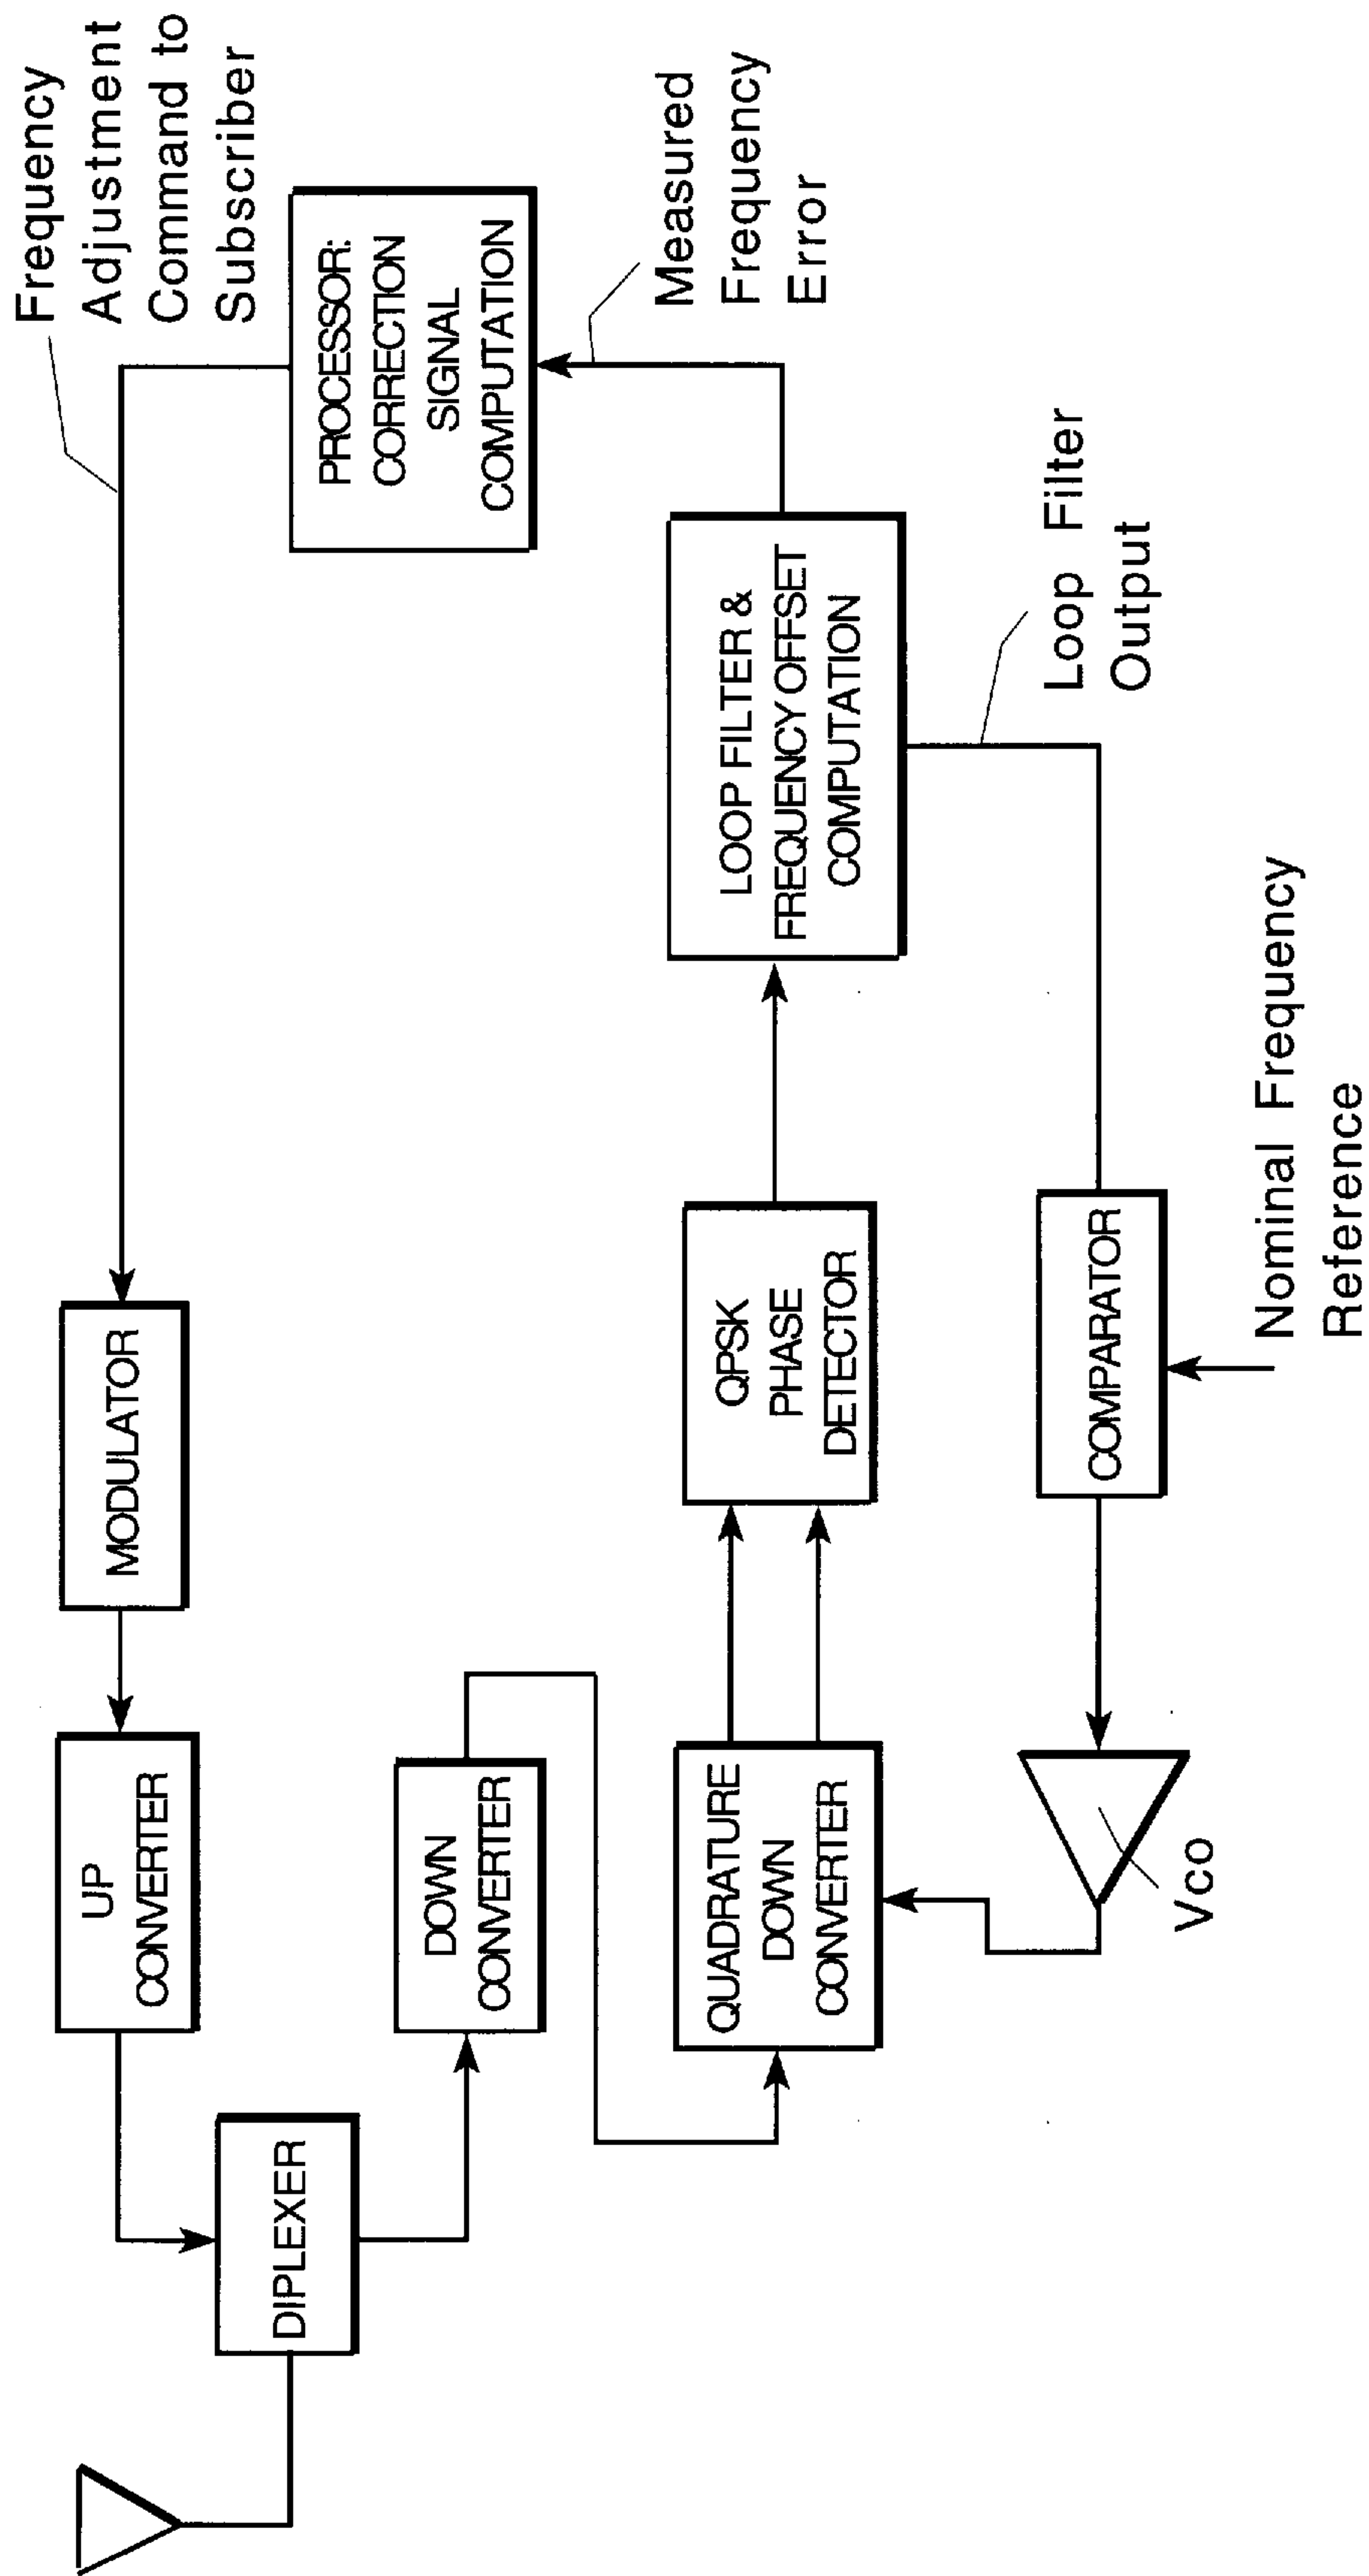 Frequency
Adjustment
Command to
Subscriber
MODULATOR
UP
CONVERTER
DIPLEXER
DOWN
CONVERTER
PROCESSOR:
CORRECTION
SIGNAL
COMPUTATION
Measured
Frequency
Error
QUADRATURE
DOWN
CONVERTER
QPSK
PHASE
DETECTOR
LOOP FILTER &
FREQUENCY OFFSET
COMPUTATION
Loop Filter
Output
COMPARATOR
Vco
Nominal Frequency
Reference